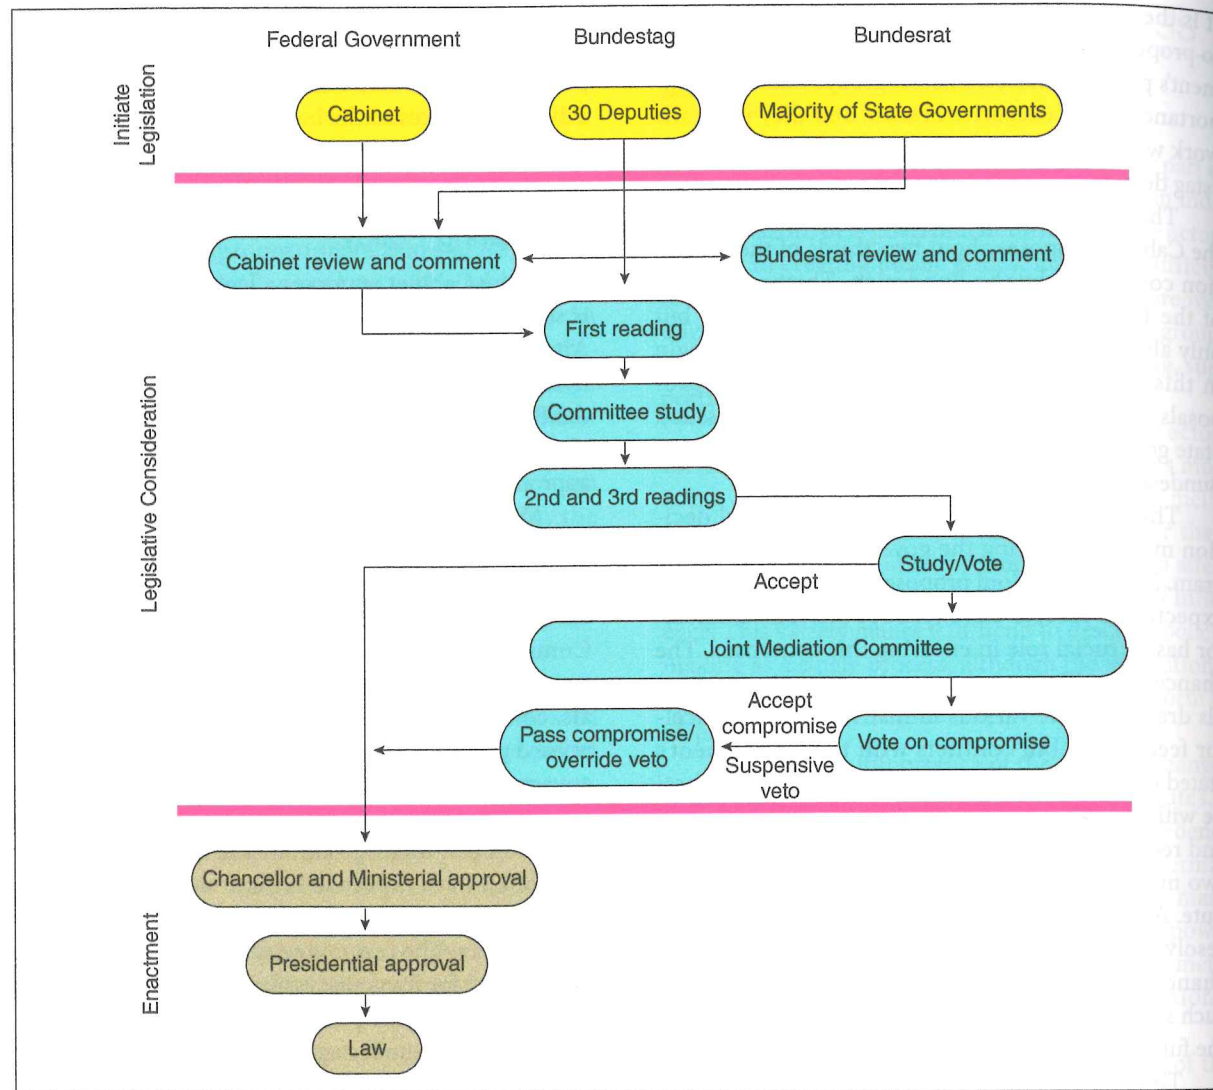 Federal Government
Bundestag
Bundesrat
Initiate
Legislation
Cabinet
30 Deputies
Majority of State Governments
Legislative Consideration
Cabinet review and comment
Bundesrat review and comment
First reading
Committee study
2nd and 3rd readings
Study/Vote
Accept
Joint Mediation Committee
Accept
compromise
Pass compromise/
override veto
Vote on compromise
Suspensive
veto
Enactment
Chancellor and Ministerial approval
Presidential approval
Law